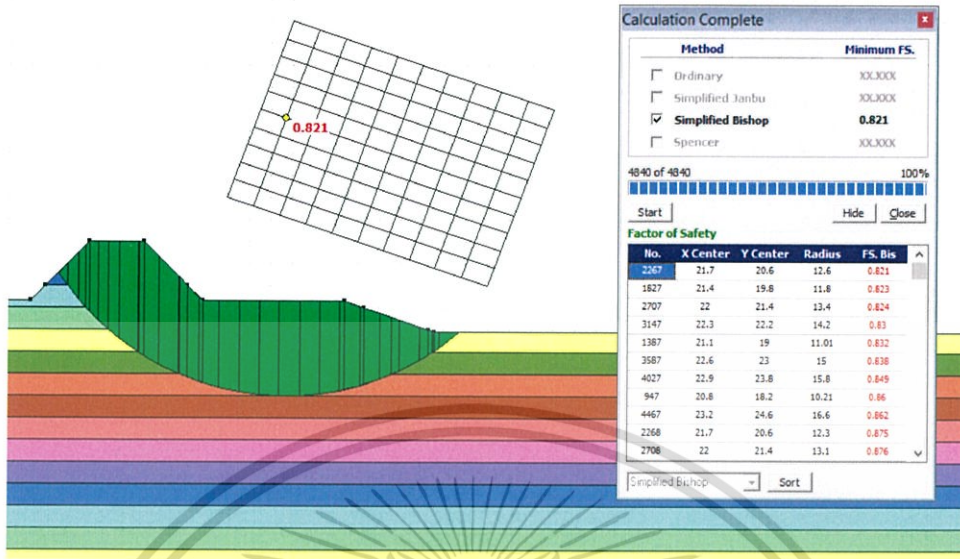 0.821
Calculation Complete
Method Minimum FS.
Ordinary XX.XXX
Simplified Janbu XX.XXX
Simplified Bishop 0.821
Spencer XX.XXX
4840 of 4840 100%
Start Hide Close
Factor of Safety
No. X Center Y Center Radius FS. Bis
2267 21.7 20.6 12.6 0.821
1827 21.4 19.8 11.8 0.823
2707 22 21.4 13.4 0.824
3147 22.3 22.2 14.2 0.83
1387 21.1 19 11.01 0.832
3587 22.6 23 15 0.838
4027 22.9 23.8 15.8 0.849
947 20.8 18.2 10.21 0.86
4467 23.2 24.6 16.6 0.862
2268 21.7 20.6 12.3 0.875
2708 22 21.4 13.1 0.876
Simplified Bishop Sort